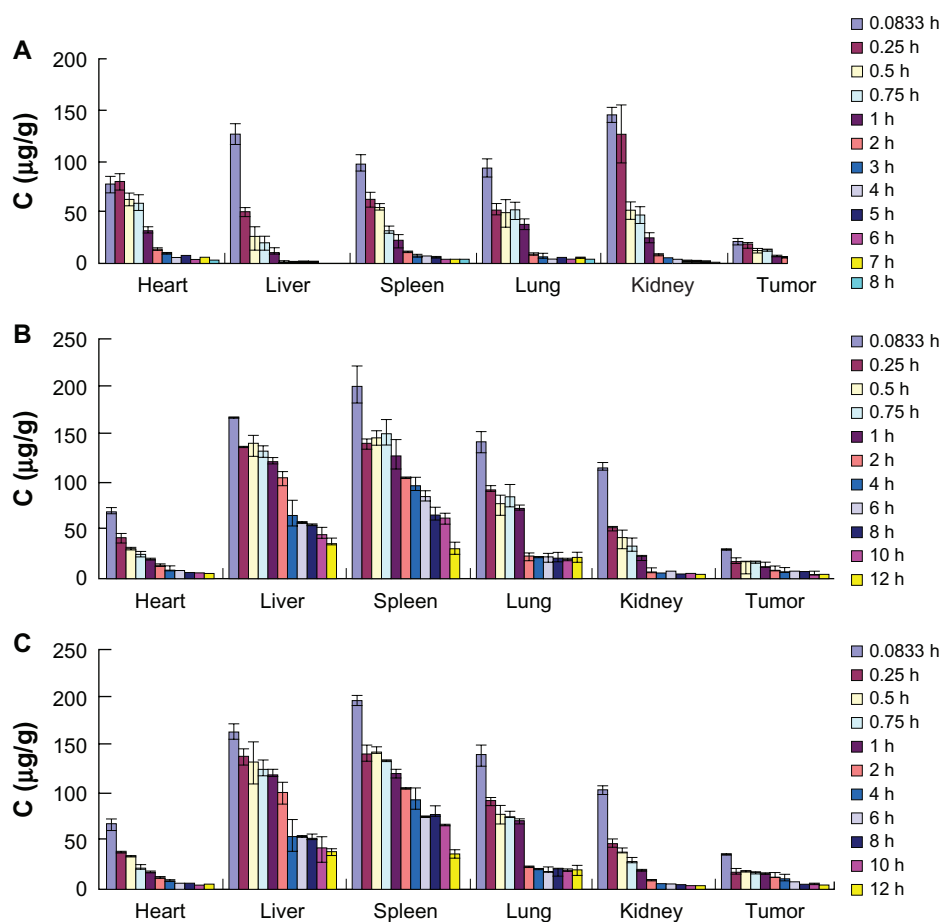 A
C (µg/g)
200
150
100
50
0
Heart Liver Spleen Lung Kidney Tumor
0.0833 h
0.25 h
0.5 h
0.75 h
1 h
2 h
3 h
4 h
5 h
6 h
7 h
8 h
B
C (µg/g)
250
200
150
100
50
0
Heart Liver Spleen Lung Kidney Tumor
0.0833 h
0.25 h
0.5 h
0.75 h
1 h
2 h
4 h
6 h
8 h
10 h
12 h
C
C (µg/g)
250
200
150
100
50
0
Heart Liver Spleen Lung Kidney Tumor
0.0833 h
0.25 h
0.5 h
0.75 h
1 h
2 h
4 h
6 h
8 h
10 h
12 h